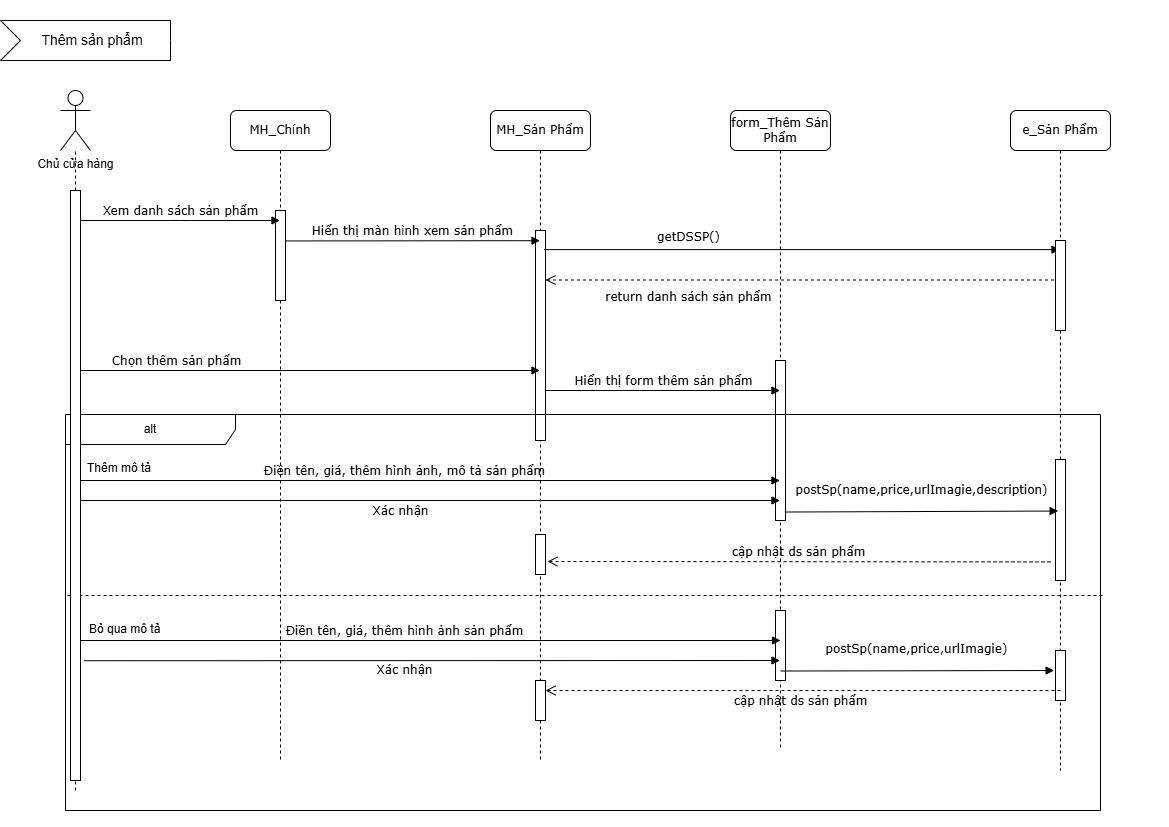 Thêm sản phẩm
Chủ cửa hàng
MH_Chính
MH_Sản Phẩm
form_Thêm Sản
Phẩm
e_Sản Phẩm
Xem danh sách sản phẩm
Hiển thị màn hình xem sản phẩm
getDSSP()
return danh sách sản phẩm
Chọn thêm sản phẩm
Hiển thị form thêm sản phẩm
alt
Thêm mô tả
Điền tên, giá, thêm hình ảnh, mô tả sản phẩm
postSp(name,price,urlImagie,description)
Xác nhận
cập nhật ds sản phẩm
Bỏ qua mô tả
Điền tên, giá, thêm hình ảnh sản phẩm
postSp(name,price,urlImagie)
Xác nhận
cập nhật ds sản phẩm